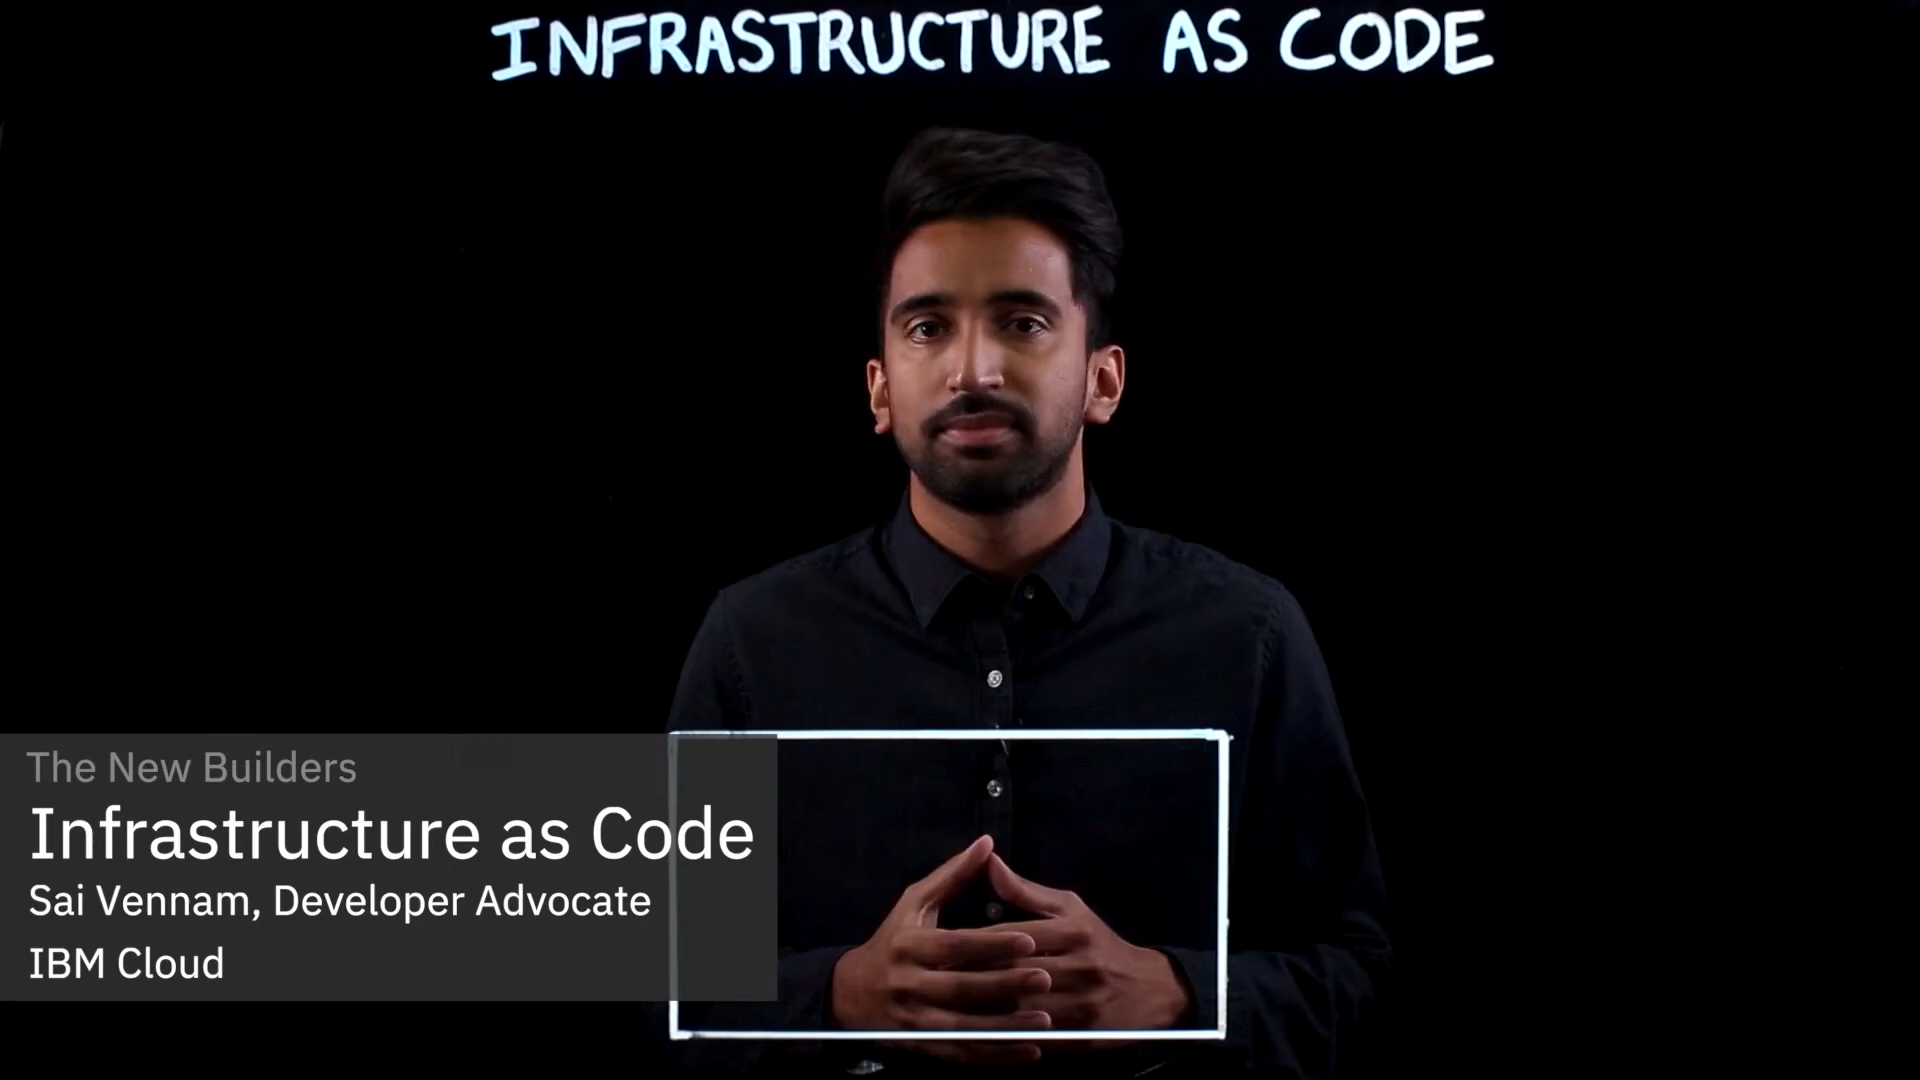 INFRASTRUCTURE AS CODE
The New Builders
Infrastructure as Code
Sai Vennam, Developer Advocate
IBM Cloud